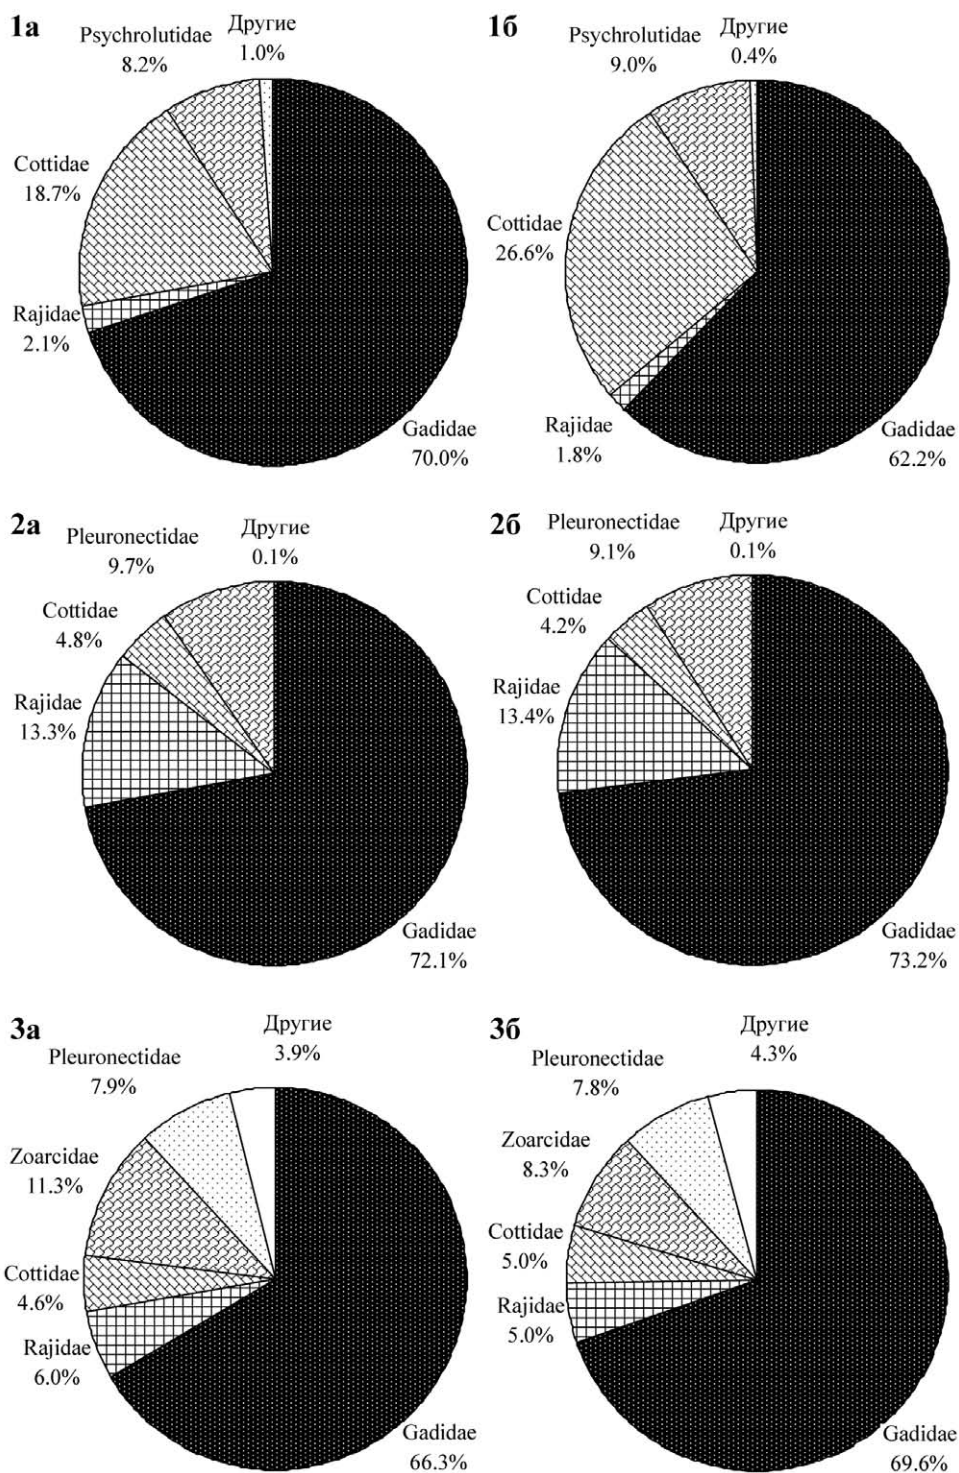 1а
Psychrolutidae
8.2%
Другие
1.0%
Cottidae
18.7%
Rajidae
2.1%
Gadidae
70.0%
1б
Psychrolutidae
9.0%
Другие
0.4%
Cottidae
26.6%
Rajidae
1.8%
Gadidae
62.2%
2а
Pleuronectidae
9.7%
Другие
0.1%
Cottidae
4.8%
Rajidae
13.3%
Gadidae
72.1%
2б
Pleuronectidae
9.1%
Другие
0.1%
Cottidae
4.2%
Rajidae
13.4%
Gadidae
73.2%
3а
Другие
3.9%
Pleuronectidae
7.9%
Zoarcidae
11.3%
Cottidae
4.6%
Rajidae
6.0%
Gadidae
66.3%
3б
Другие
4.3%
Pleuronectidae
7.8%
Zoarcidae
8.3%
Cottidae
5.0%
Rajidae
5.0%
Gadidae
69.6%